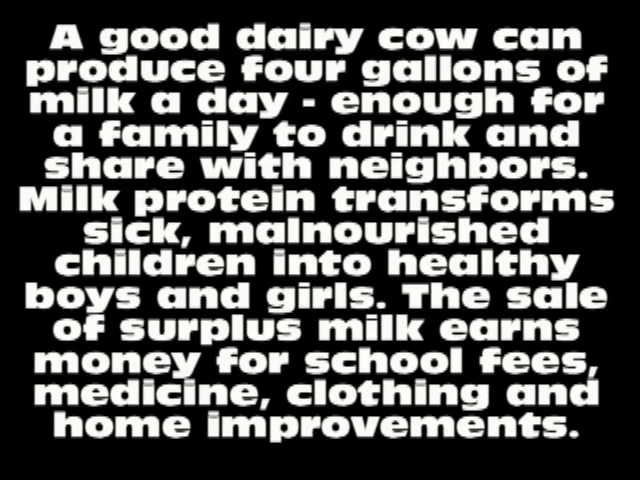 A good dairy cow can
produce four gallons of
milk a day - enough for
a family to drink and
share with neighbors.
Milk protein transforms
sick, malnourished
children into healthy
boys and girls. The sale
of surplus milk earns
money for school fees,
medicine, clothing and
home improvements.